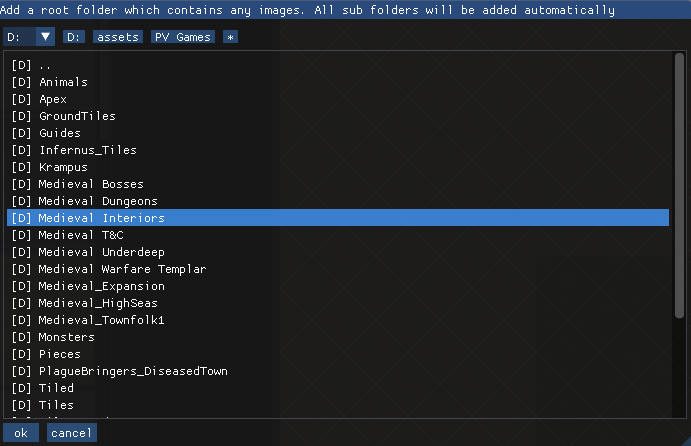 Add a root folder which contains any images. All sub folders will be added automatically
D: ▼ D: assets PV Games *
[D] ..
[D] Animals
[D] Apex
[D] GroundTiles
[D] Guides
[D] Infernus_Tiles
[D] Krampus
[D] Medieval Bosses
[D] Medieval Dungeons
[D] Medieval Interiors
[D] Medieval T&C
[D] Medieval Underdeep
[D] Medieval Warfare Templar
[D] Medieval_Expansion
[D] Medieval_HighSeas
[D] Medieval_Townfolk1
[D] Monsters
[D] Pieces
[D] PlagueBringers_DiseasedTown
[D] Tiled
[D] Tiles
ok cancel